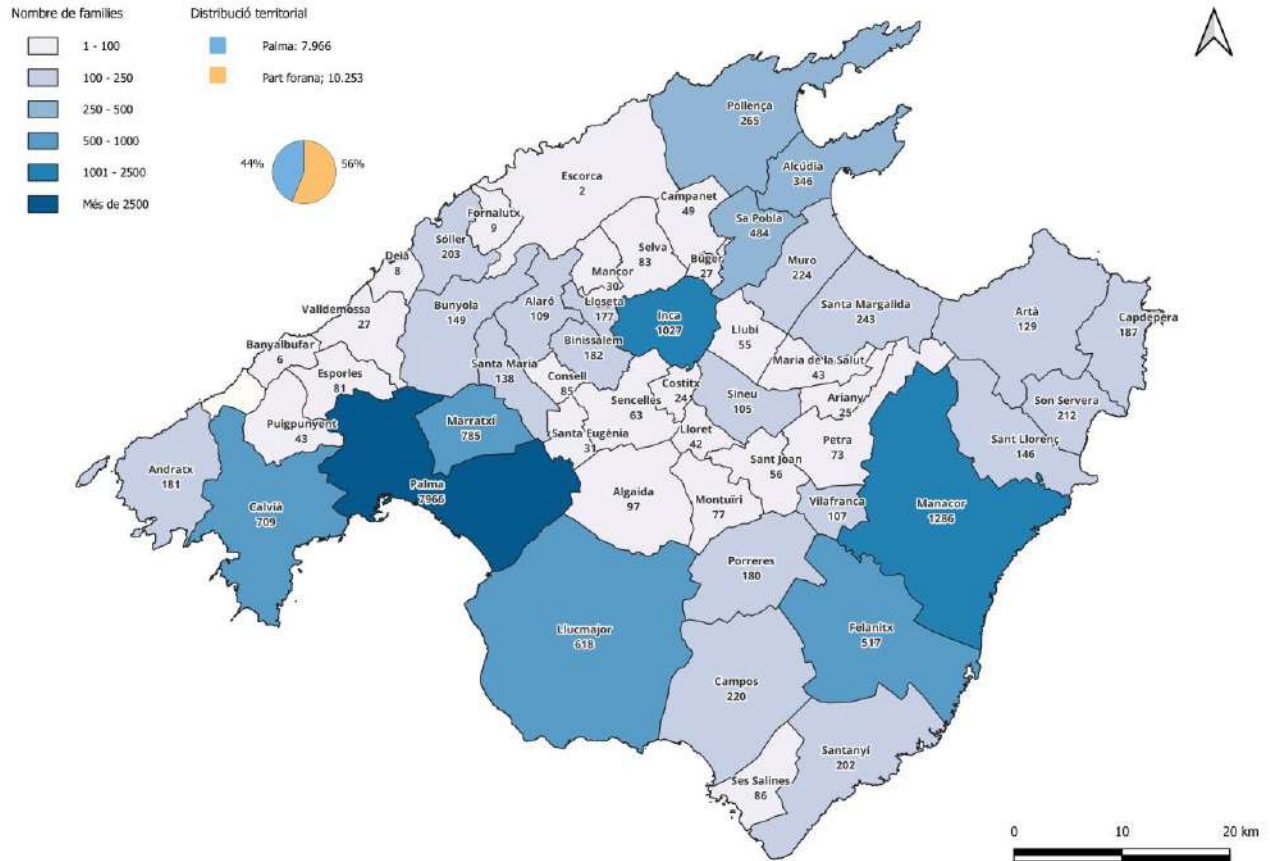 Nombre de families
1 - 100
100 - 250
250 - 500
500 - 1000
1001 - 2500
Més de 2500
Distribució territorial
Palma: 7.966
Part forana; 10.253
44%
56%
Pollença
265
Alcúdia
346
Escorca
2
Campanet
49
Fornalutx
9
Sa Pobla
484
Sóller
203
Selva
83
Búger
27
Muro
224
Deià
8
Mancor
30
Bunyola
149
Alaró
109
Lloseta
177
Inca
1027
Santa Margalida
243
Artà
129
Capdepera
187
Valldemossa
27
Llubí
55
Binissalem
182
Banyalbufar
6
Maria de la Salut
43
Esporles
81
Santa Maria
138
Consell
85
Costitx
24
Sineu
105
Ariany
25
Son Servera
212
Sencelles
63
Puigpunyent
43
Marratxí
785
Santa Eugènia
31
Lloret
42
Petra
73
Sant Llorenç
146
Sant Joan
56
Andratx
181
Palma
7966
Algaida
97
Montuïri
77
Vilafranca
107
Manacor
1286
Calvià
709
Porreres
180
Llucmajor
618
Felanitx
517
Campos
220
Santanyí
202
Ses Salines
86
0 10 20 km